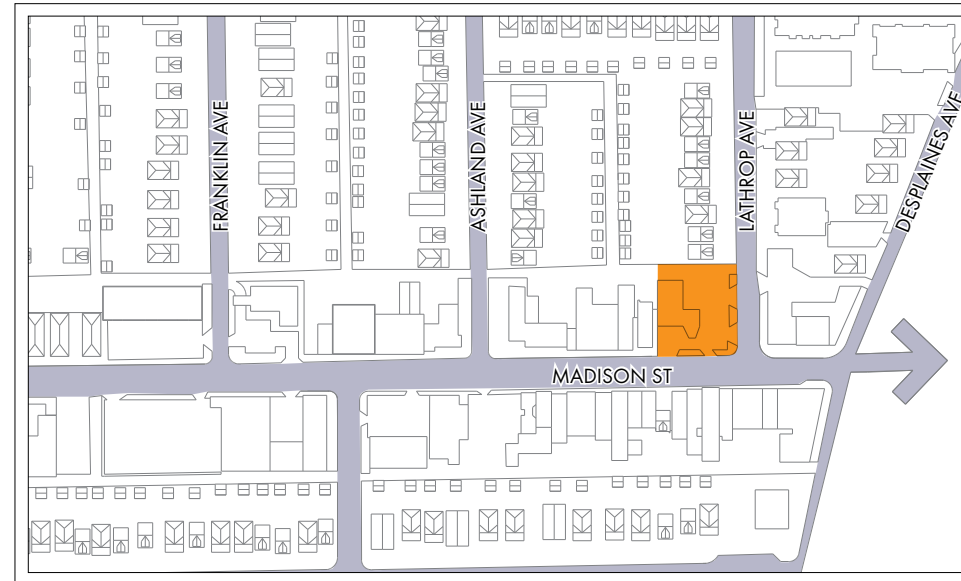 FRANKLIN AVE
ASHLAND AVE
LATHROP AVE
DESPLAINES AVE
MADISON ST